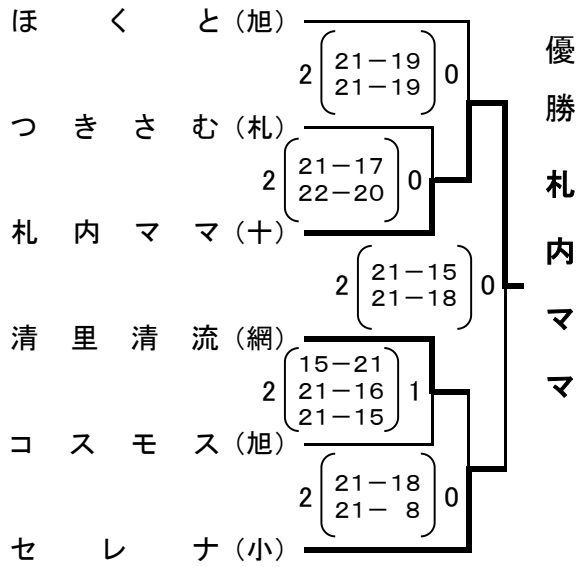 ほくと(旭)
2 21-19 0
21-19
つきさむ(札)
2 21-17 0
22-20
札内ママ(十)
2 21-15 0
21-18
清里清流(網)
15-21
2 21-16 1
21-15
コスモス(旭)
2 21-18 0
21- 8
セレナ(小)
優勝
札内ママ